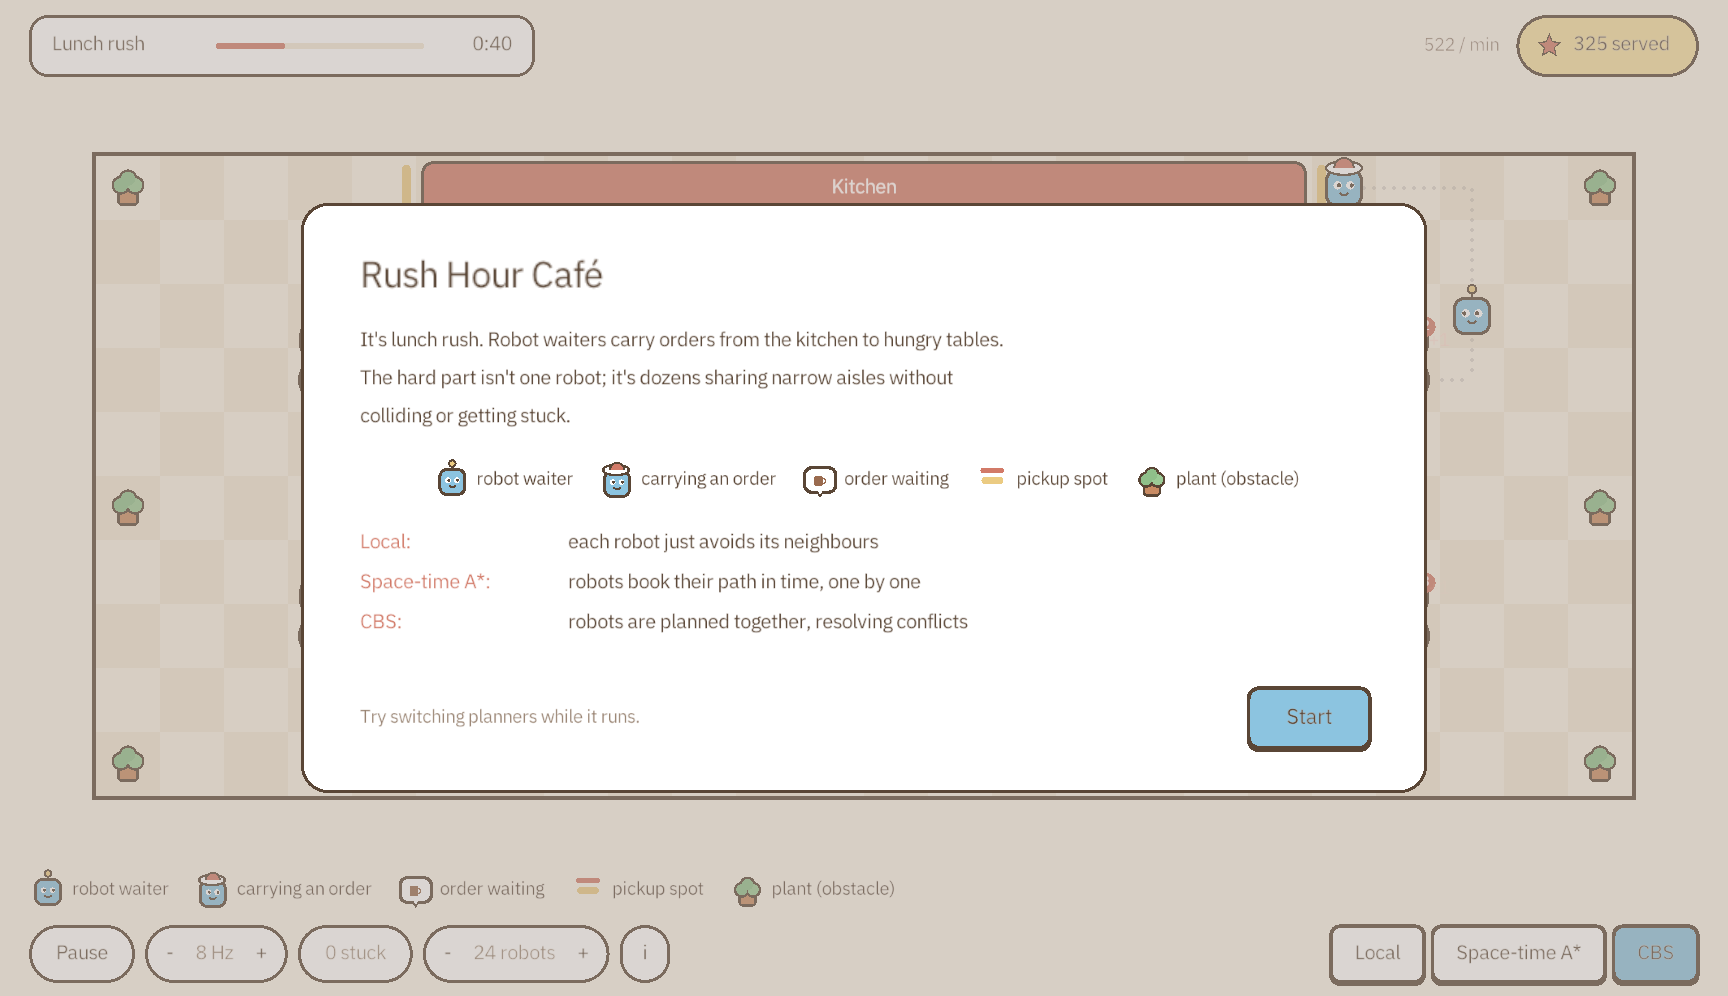 Lunch rush 0:40
522 / min
325 served
Kitchen
Rush Hour Café
It's lunch rush. Robot waiters carry orders from the kitchen to hungry tables.
The hard part isn't one robot; it's dozens sharing narrow aisles without
colliding or getting stuck.
robot waiter carrying an order order waiting pickup spot plant (obstacle)
Local: each robot just avoids its neighbours
Space-time A*: robots book their path in time, one by one
CBS: robots are planned together, resolving conflicts
Try switching planners while it runs.
Start
robot waiter carrying an order order waiting pickup spot plant (obstacle)
Pause - 8 Hz + 0 stuck - 24 robots + i
Local Space-time A* CBS